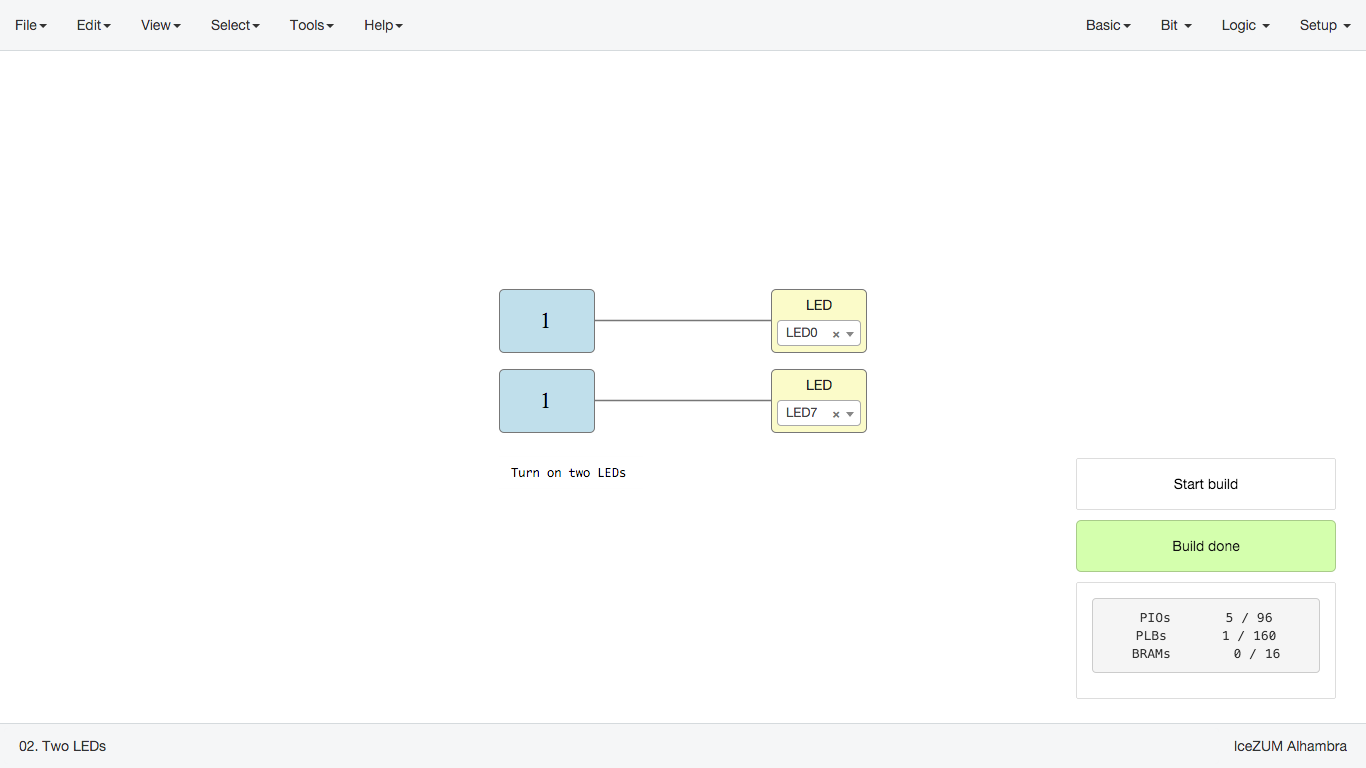 File Edit View Select Tools Help Basic Bit Logic Setup
1 LED
LED0 × 
1 LED
LED7 ×
Turn on two LEDs
Start build
Build done
PIOs 5 / 96
PLBs 1 / 160
BRAMs 0 / 16
02. Two LEDs IceZUM Alhambra